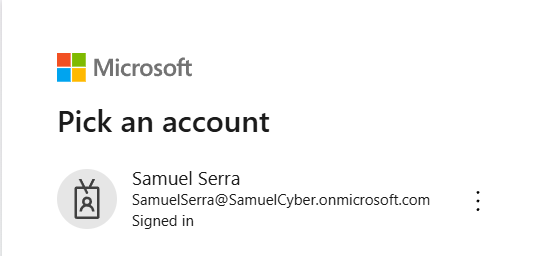 Microsoft
Pick an account
Samuel Serra
SamuelSerra@SamuelCyber.onmicrosoft.com
Signed in